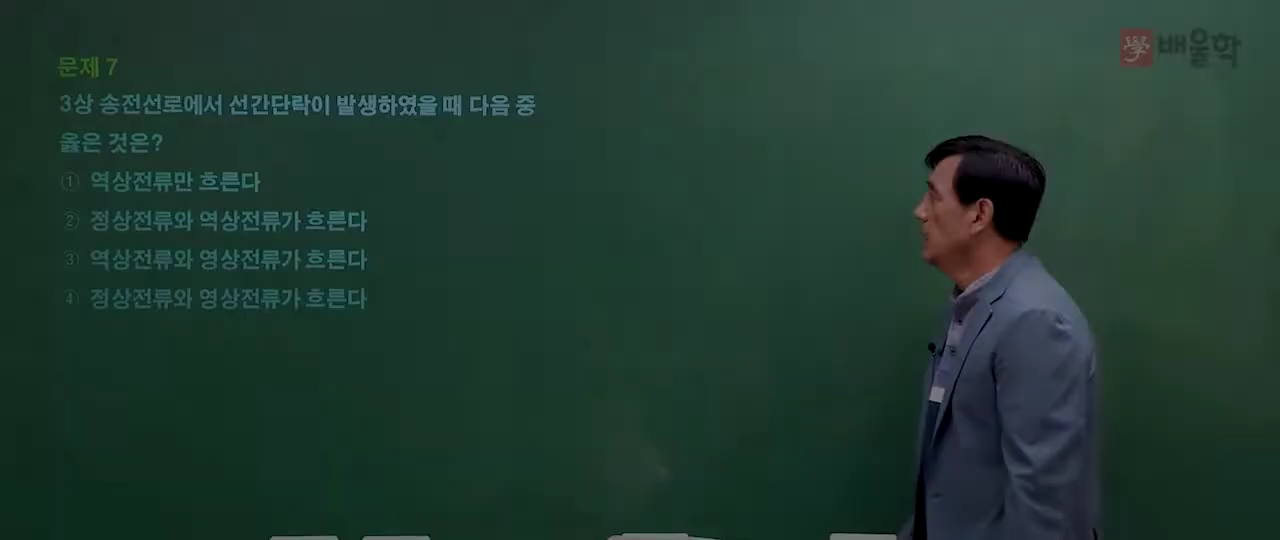 學 배울학
문제 7
3상 송전선로에서 선간단락이 발생하였을 때 다음 중
옳은 것은?
① 역상전류만 흐른다
② 정상전류와 역상전류가 흐른다
③ 역상전류와 영상전류가 흐른다
④ 정상전류와 영상전류가 흐른다